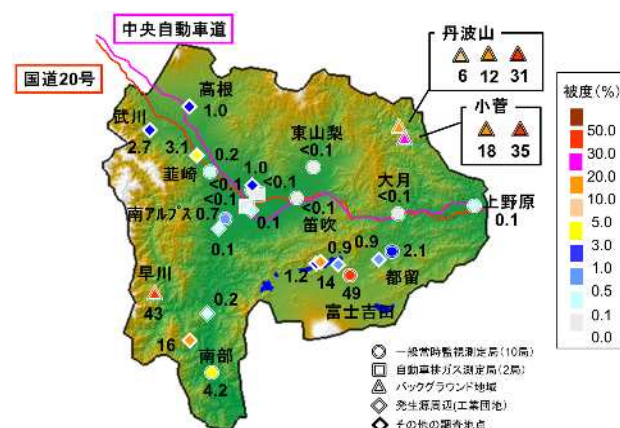 中央自動車道
国道20号
丹波山
6 12 31
小菅
18 35
被度(%)
50.0
30.0
20.0
10.0
5.0
3.0
1.0
0.5
0.1
0.0
高根
1.0
武川
2.7
3.1
0.2
韮崎
東山梨
<0.1
1.0
<0.1
<0.1
<0.1
大月
<0.1
上野原
0.1
南アルプス
0.7
0.1
0.1
<0.1
笛吹
0.9
0.9
2.1
都留
1.2
14
49
富士吉田
早川
43
0.2
16
南部
4.2
一般常時監視測定局(10局)
自動車排ガス測定局(2局)
バックグラウンド地域
発生源周辺(工業団地)
その他の調査地点